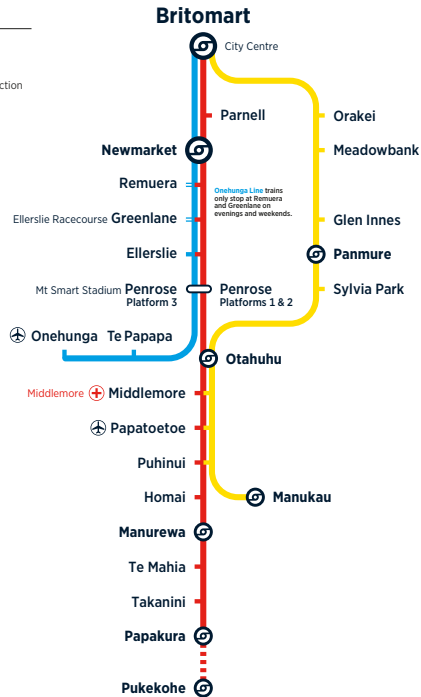 Britomart
City Centre
ction
Parnell
Orakei
Newmarket
Meadowbank
Remuera
Onehunga Line trains
only stop at Remuera
and Greenlane on
evenings and weekends.
Ellerslie Racecourse Greenlane
Glen Innes
Ellerslie
Panmure
Mt Smart Stadium Penrose
Platform 3
Penrose
Platforms 1 & 2
Sylvia Park
Onehunga
Te Papapa
Otahuhu
Middlemore Middlemore
Papatoetoe
Puhinui
Homai
Manukau
Manurewa
Te Mahia
Takanini
Papakura
Pukekohe